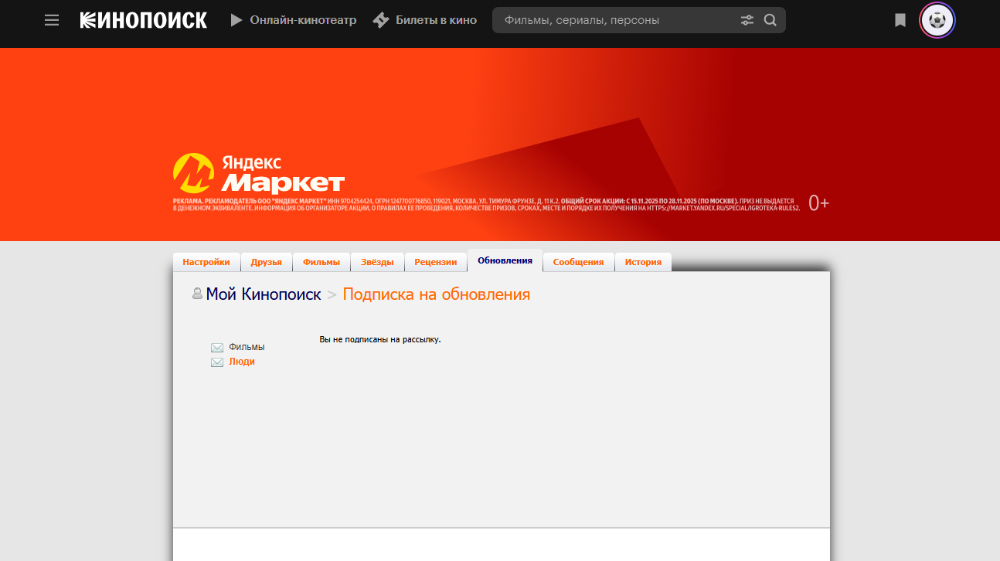 КИНОПОИСК
Онлайн-кинотеатр
Билеты в кино
Фильмы, сериалы, персоны
Яндекс
Маркет
РЕКЛАМА. РЕКЛАМОДАТЕЛЬ ООО "ЯНДЕКС МАРКЕТ" ИНН 9704254424, ОГРН 1247700776850, 119021, МОСКВА, УЛ. ТИМУРА ФРУНЗЕ, Д. 11 К.2. ОБЩИЙ СРОК АКЦИИ: С 15.11.2025 ПО 28.11.2025 (ПО МОСКВЕ). ПРИЗ НЕ ВЫДАЕТСЯ
В ДЕНЕЖНОМ ЭКВИВАЛЕНТЕ. ИНФОРМАЦИЯ ОБ ОРГАНИЗАТОРЕ АКЦИИ, О ПРАВИЛАХ ЕЕ ПРОВЕДЕНИЯ, КОЛИЧЕСТВЕ ПРИЗОВ, СРОКАХ, МЕСТЕ И ПОРЯДКЕ ИХ ПОЛУЧЕНИЯ НА HTTPS://MARKET.YANDEX.RU/SPECIAL/IGROTEKA-RULES2.
0+
Настройки
Друзья
Фильмы
Звёзды
Рецензии
Обновления
Сообщения
История
Мой Кинопоиск > Подписка на обновления
Фильмы
Люди
Вы не подписаны на рассылку.